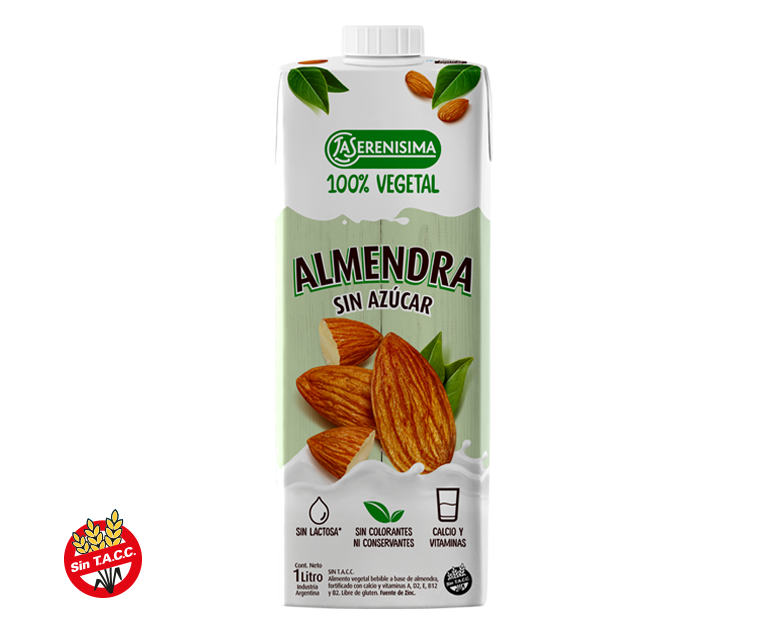 LASERENISIMA
100% VEGETAL
ALMENDRA
SIN AZÚCAR
SIN LACTOSA*
SIN COLORANTES
NI CONSERVANTES
CALCIO Y
VITAMINAS
Cont. Neto
1 Litro
Industria
Argentina
SIN T.A.C.C.
Alimento vegetal bebible a base de almendra,
fortificado con calcio y vitaminas A, D2, E, B12
y B2. Libre de gluten. Fuente de Zinc.
Sin T.A.C.C.
Sin T.A.C.C.